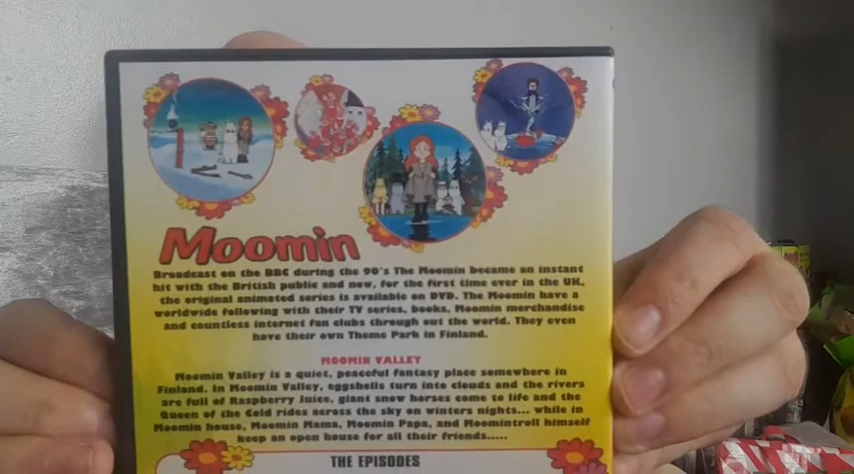 Moomin
Broadcast on the BBC during the 90's The Moomin became an instant
hit with the British public and now, for the first time ever in the UK,
the original animated series is available on DVD. The Moomin have a
worldwide following with their TV series, books, Moomin merchandise
and countless internet fan clubs through out the world. They even
have their own Theme Park in Finland.
MOOMIN VALLEY
Moomin Valley is a quiet, peaceful fantasy place somewhere in
Finland. In Moomin Valley, eggshells turn into clouds and the rivers
are full of Raspberry Juice, giant snow horses come to life and the
Queen of the Cold rides across the sky on winters nights... while in
Moomin house, Moomin Mama, Moomin Papa, and Moomintroll himself
keep an open house for all their friends.....
THE EPISODES